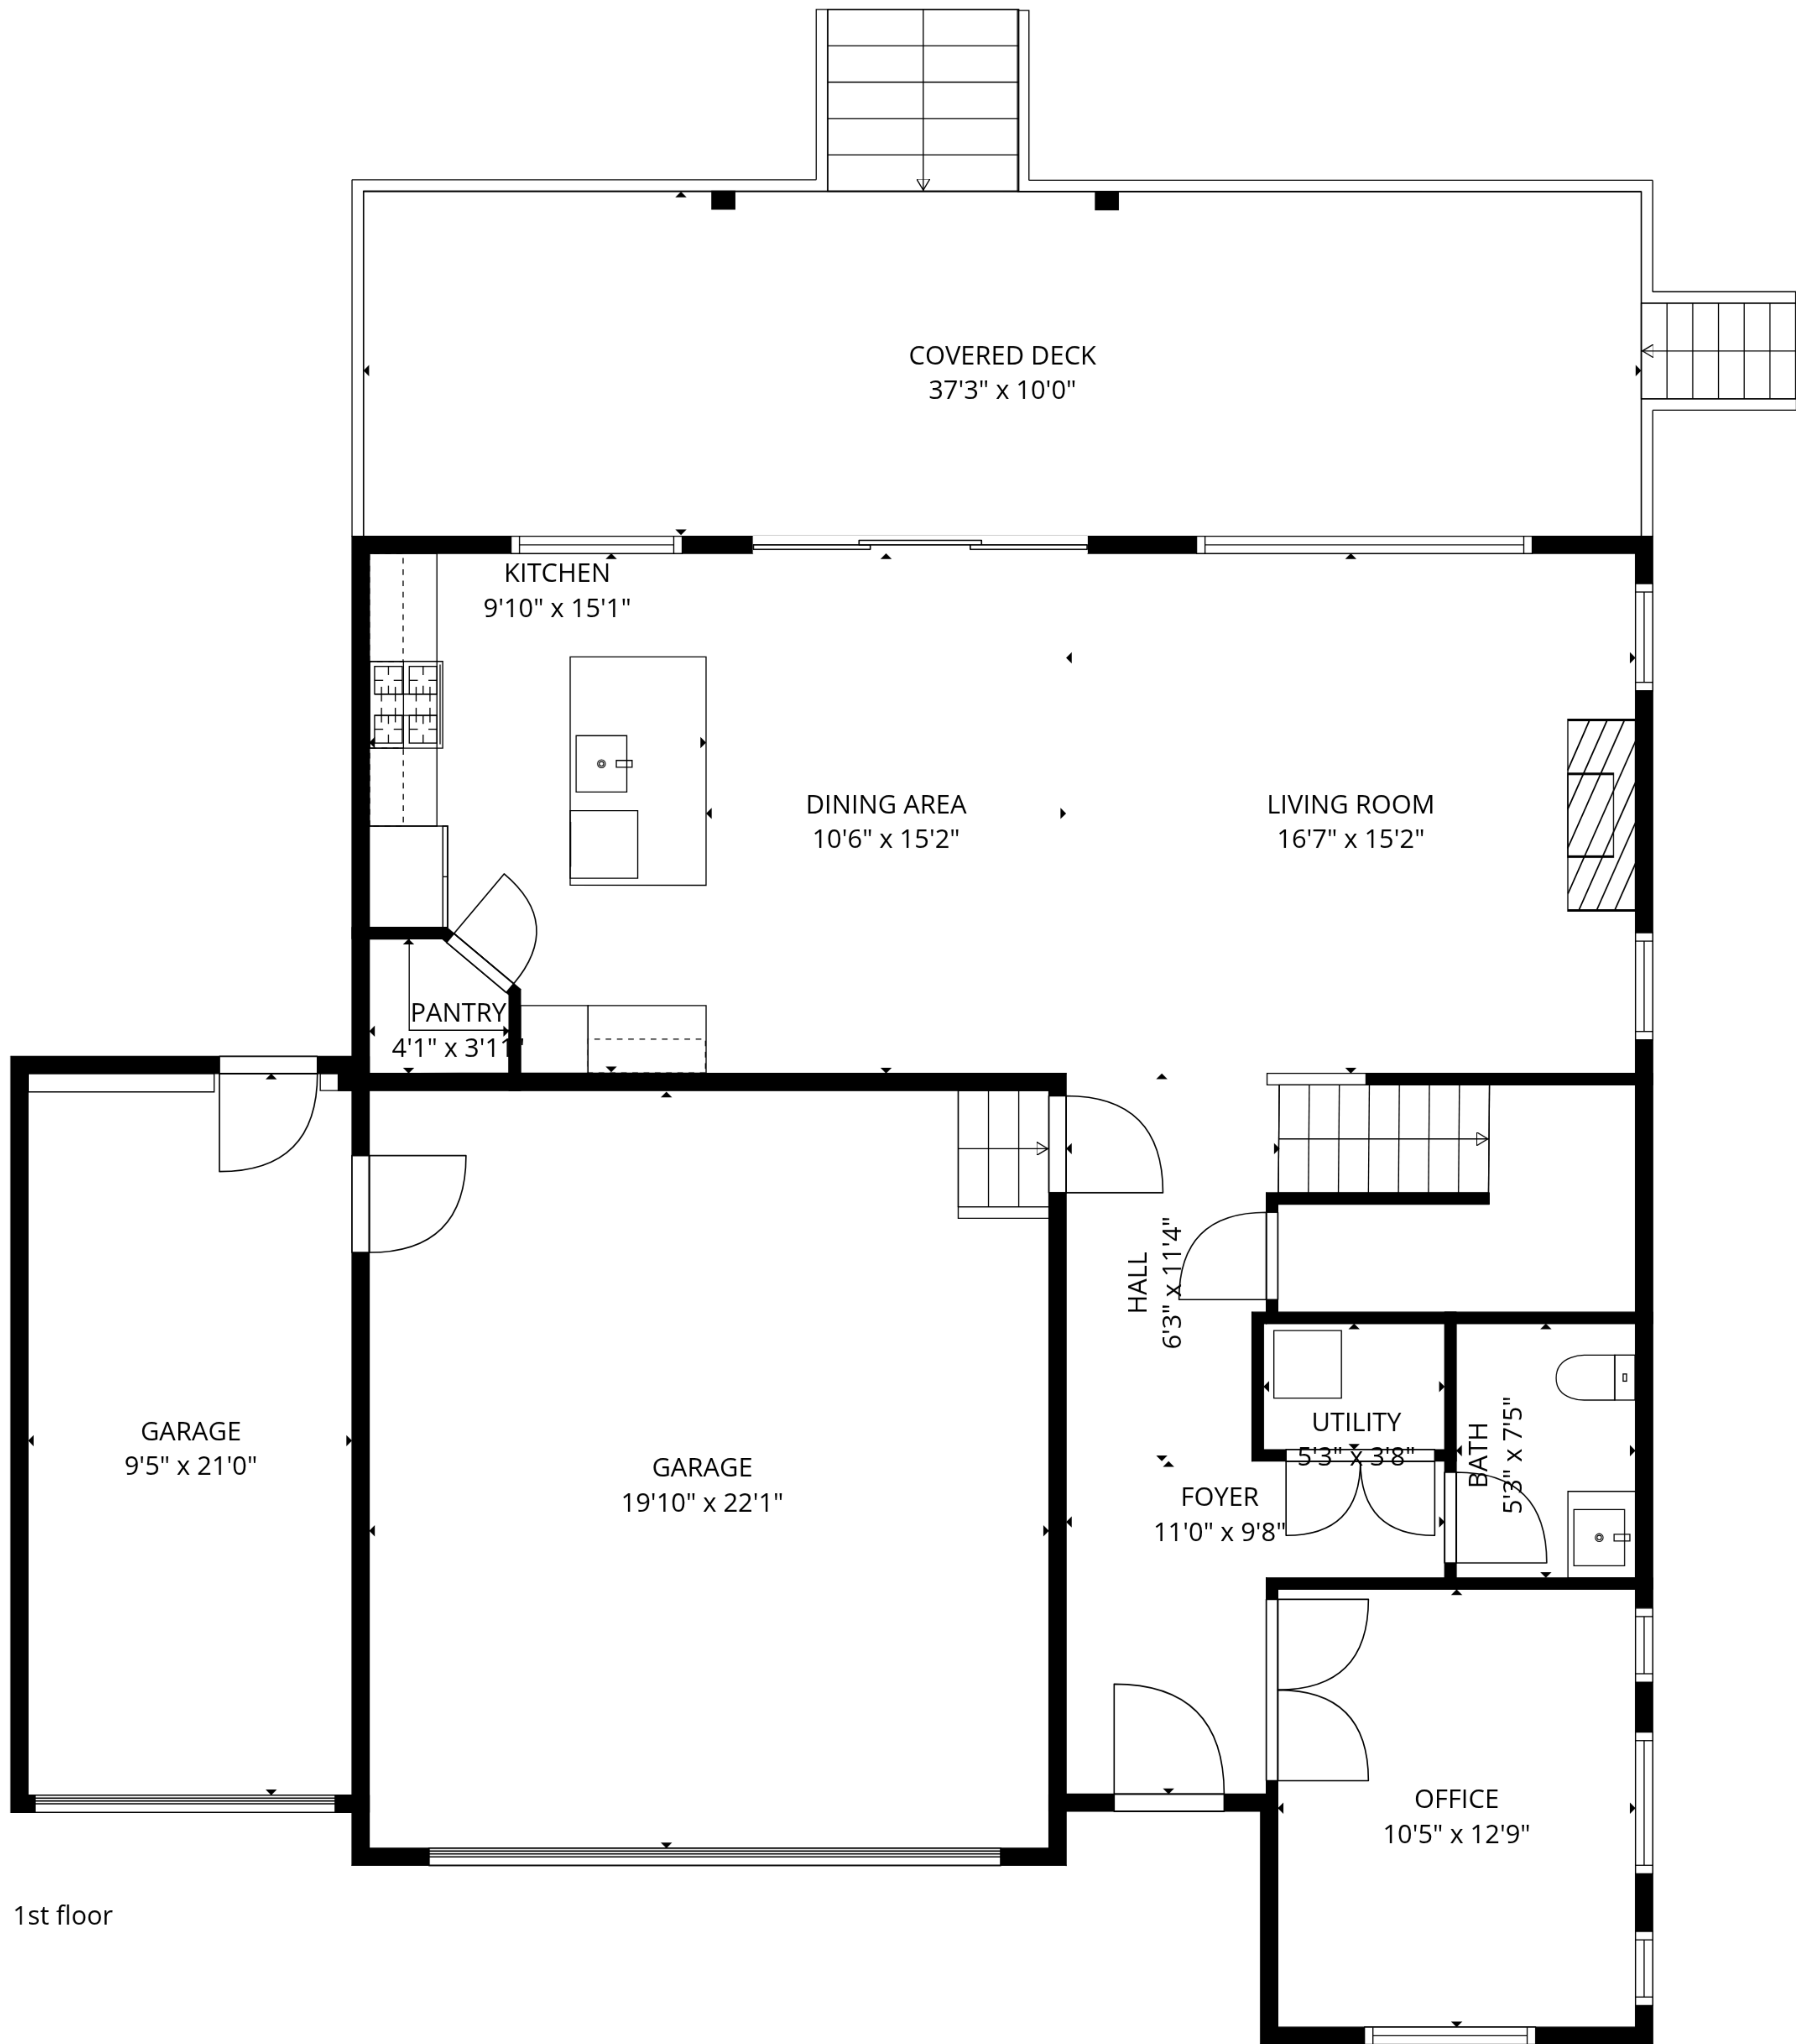 COVERED DECK
37'3" x 10'0"
KITCHEN
9'10" x 15'1"
DINING AREA
10'6" x 15'2"
LIVING ROOM
16'7" x 15'2"
PANTRY
4'1" x 3'11"
HALL
6'3" x 11'4"
GARAGE
9'5" x 21'0"
GARAGE
19'10" x 22'1"
UTILITY
5'3" x 3'8"
BATH
5'3" x 7'5"
FOYER
11'0" x 9'8"
OFFICE
10'5" x 12'9"
1st floor